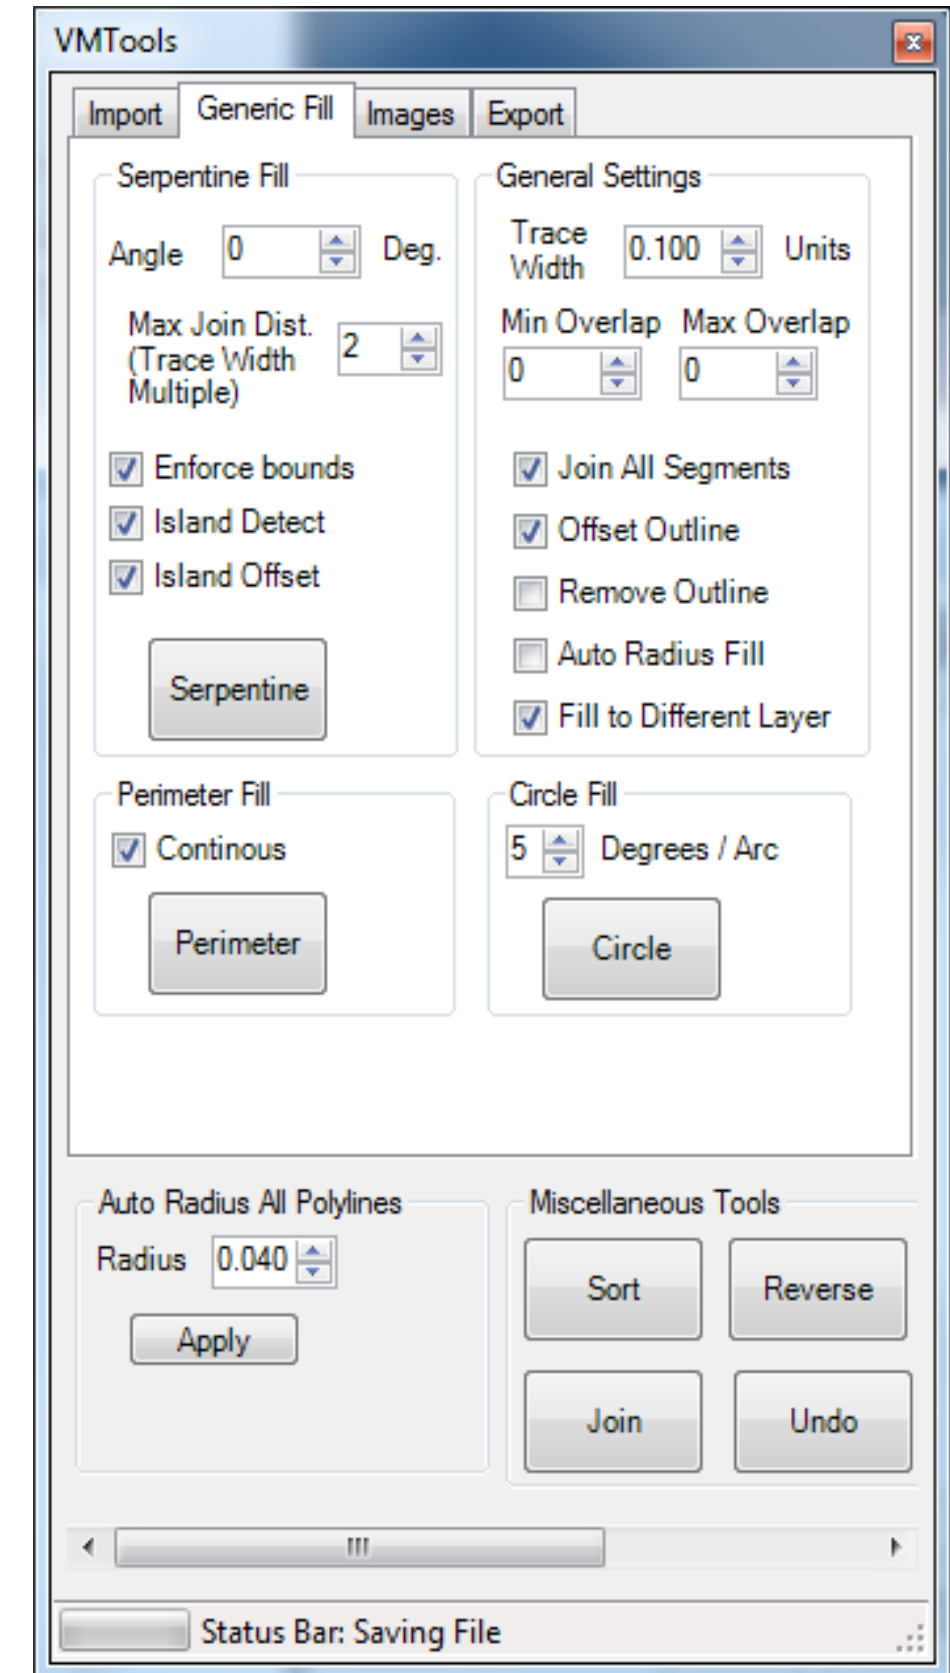 VMTools
Import Generic Fill Images Export
Serpentine Fill
Angle 0 Deg.
Max Join Dist.
(Trace Width
Multiple)
2
Enforce bounds
Island Detect
Island Offset
Serpentine
General Settings
Trace
Width
0.100 Units
Min Overlap Max Overlap
0 0
Join All Segments
Offset Outline
Remove Outline
Auto Radius Fill
Fill to Different Layer
Perimeter Fill
Continous
Perimeter
Circle Fill
5 Degrees / Arc
Circle
Auto Radius All Polylines
Radius 0.040
Apply
Miscellaneous Tools
Sort Reverse
Join Undo
Status Bar: Saving File